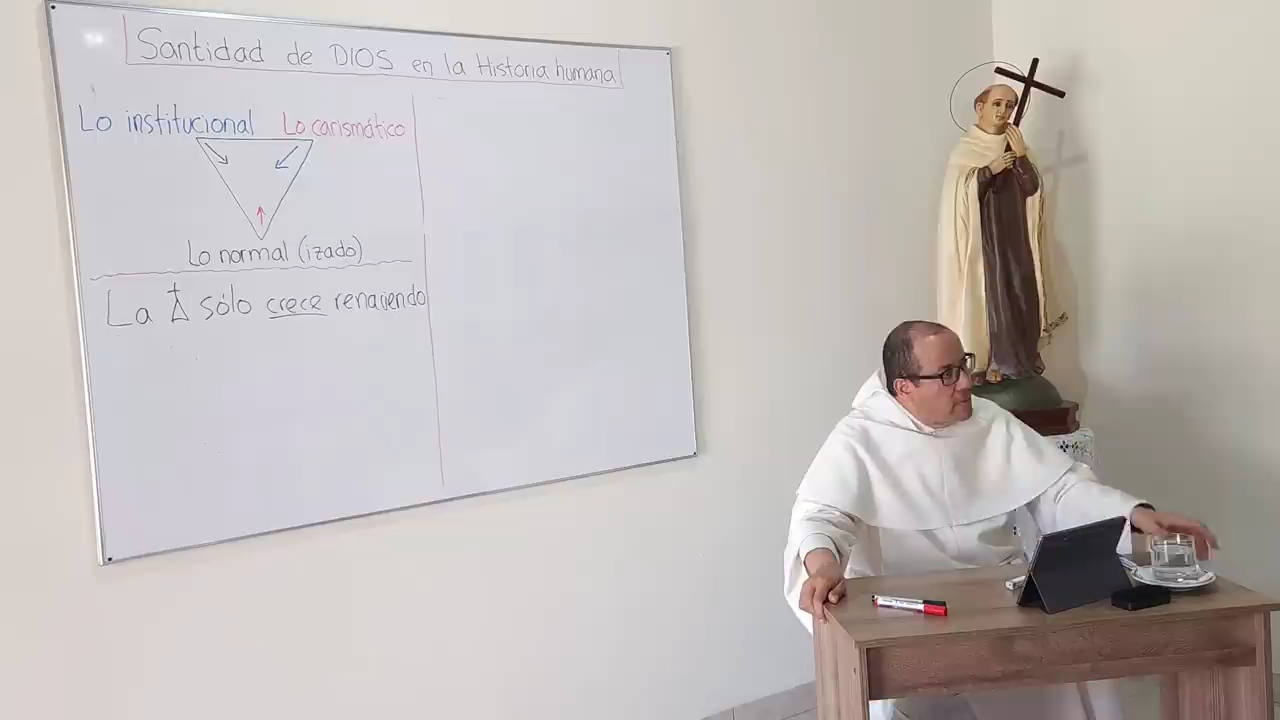 Santidad de DIOS en la Historia humana
Lo institucional Lo carismático
Lo normal (izado)
La sólo crece renaciendo